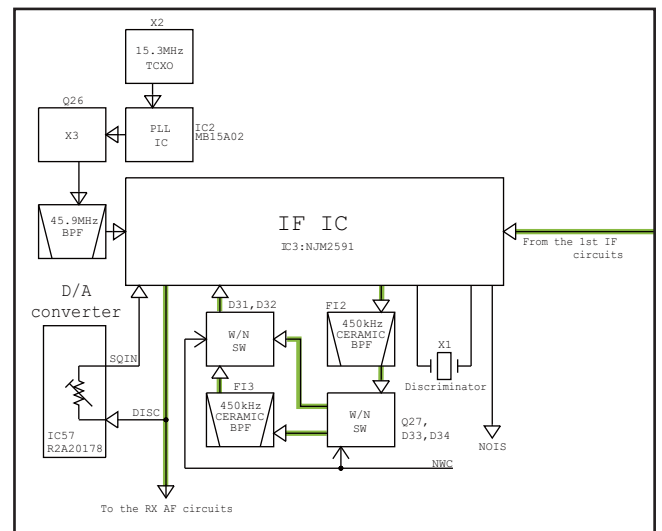 X2
15.3MHz
TCXO
Q26
X3
PLL
IC
IC2
MB15A02
45.9MHz
BPF
IF IC
IC3:NJM2591
From the 1st IF
circuits
D/A
converter
D31,D32
FI2
W/N
SW
450kHz
CERAMIC
BPF
X1
Discriminator
SQIN
FI3
450kHz
CERAMIC
BPF
W/N
SW
Q27,
D33,D34
DISC
IC57
R2A20178
NOIS
NWC
To the RX AF circuits